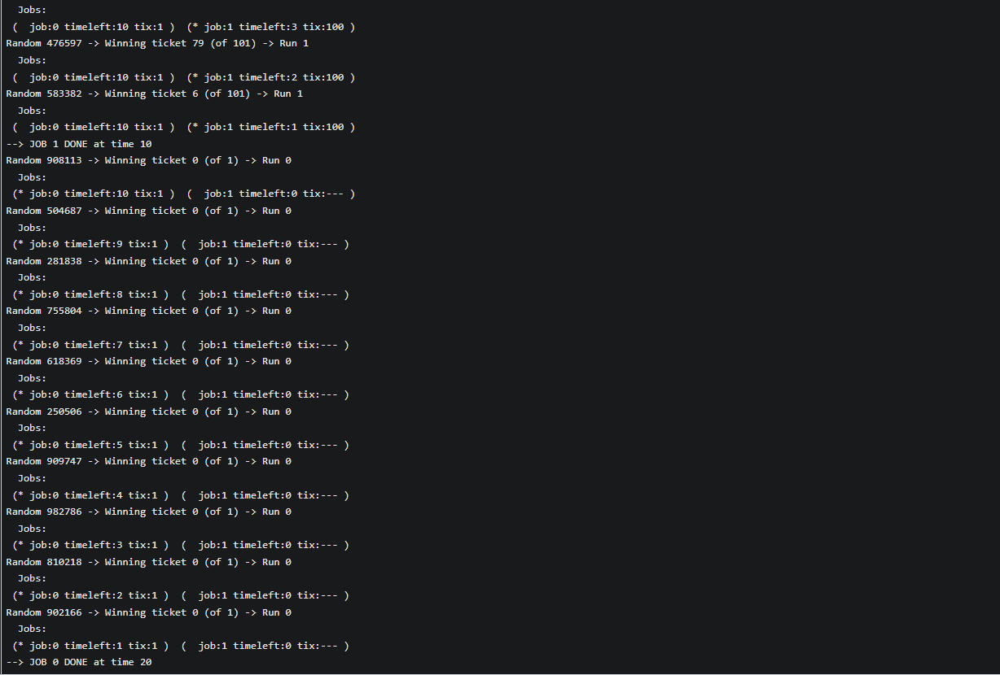 Jobs:
(  job:0 timeleft:10 tix:1 )  (* job:1 timeleft:3 tix:100 )
Random 476597 -> Winning ticket 79 (of 101) -> Run 1
Jobs:
(  job:0 timeleft:10 tix:1 )  (* job:1 timeleft:2 tix:100 )
Random 583382 -> Winning ticket 6 (of 101) -> Run 1
Jobs:
(  job:0 timeleft:10 tix:1 )  (* job:1 timeleft:1 tix:100 )
--> JOB 1 DONE at time 10
Random 908113 -> Winning ticket 0 (of 1) -> Run 0
Jobs:
(* job:0 timeleft:10 tix:1 )  (  job:1 timeleft:0 tix:--- )
Random 504687 -> Winning ticket 0 (of 1) -> Run 0
Jobs:
(* job:0 timeleft:9 tix:1 )  (  job:1 timeleft:0 tix:--- )
Random 281838 -> Winning ticket 0 (of 1) -> Run 0
Jobs:
(* job:0 timeleft:8 tix:1 )  (  job:1 timeleft:0 tix:--- )
Random 755804 -> Winning ticket 0 (of 1) -> Run 0
Jobs:
(* job:0 timeleft:7 tix:1 )  (  job:1 timeleft:0 tix:--- )
Random 618369 -> Winning ticket 0 (of 1) -> Run 0
Jobs:
(* job:0 timeleft:6 tix:1 )  (  job:1 timeleft:0 tix:--- )
Random 250506 -> Winning ticket 0 (of 1) -> Run 0
Jobs:
(* job:0 timeleft:5 tix:1 )  (  job:1 timeleft:0 tix:--- )
Random 909747 -> Winning ticket 0 (of 1) -> Run 0
Jobs:
(* job:0 timeleft:4 tix:1 )  (  job:1 timeleft:0 tix:--- )
Random 982786 -> Winning ticket 0 (of 1) -> Run 0
Jobs:
(* job:0 timeleft:3 tix:1 )  (  job:1 timeleft:0 tix:--- )
Random 810218 -> Winning ticket 0 (of 1) -> Run 0
Jobs:
(* job:0 timeleft:2 tix:1 )  (  job:1 timeleft:0 tix:--- )
Random 902166 -> Winning ticket 0 (of 1) -> Run 0
Jobs:
(* job:0 timeleft:1 tix:1 )  (  job:1 timeleft:0 tix:--- )
--> JOB 0 DONE at time 20